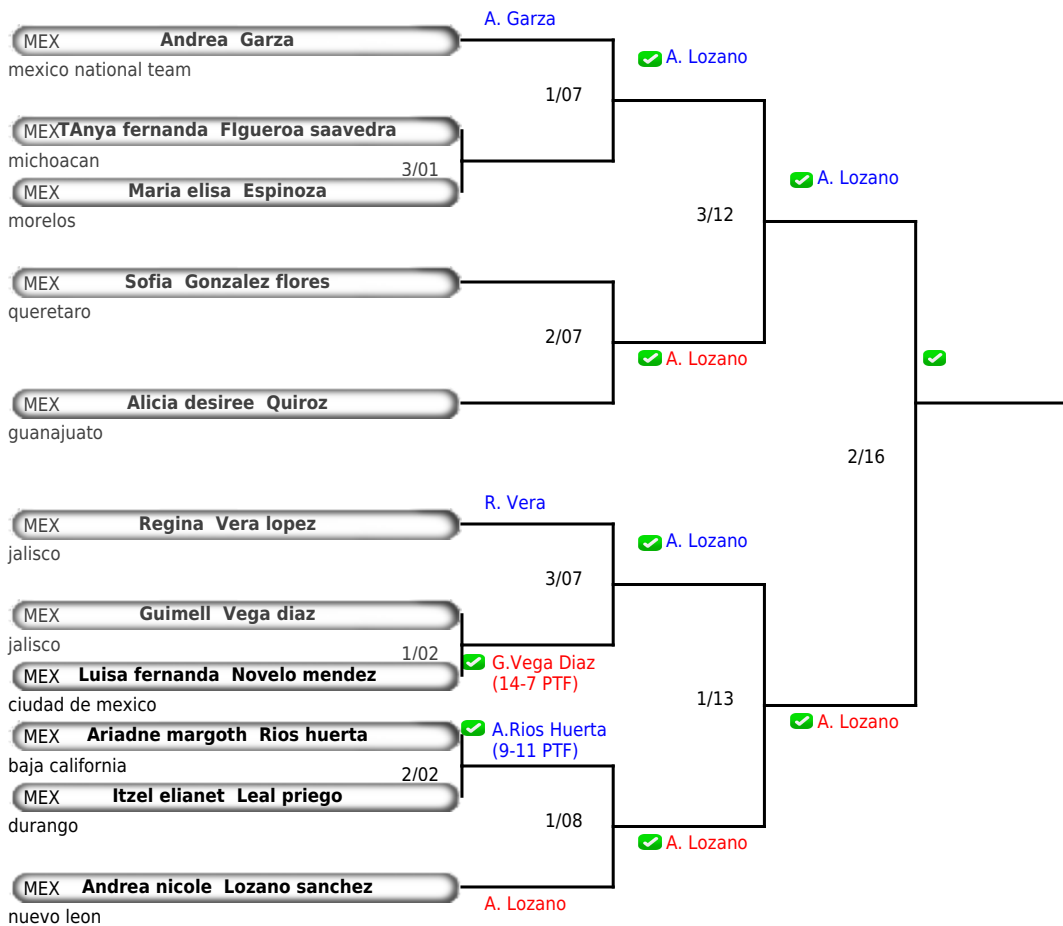 A. Garza
MEX Andrea Garza
mexico national team
A. Lozano
1/07
MEXTAnya fernanda FIgueroa saavedra
michoacan
3/01
MEX Maria elisa Espinoza
morelos
A. Lozano
3/12
MEX Sofia Gonzalez flores
queretaro
2/07
A. Lozano
MEX Alicia desiree Quiroz
guanajuato
2/16
R. Vera
MEX Regina Vera lopez
jalisco
A. Lozano
3/07
MEX Guimell Vega diaz
jalisco
1/02
G.Vega Diaz
(14-7 PTF)
MEX Luisa fernanda Novelo mendez
ciudad de mexico
1/13
A. Lozano
MEX Ariadne margoth Rios huerta
A.Rios Huerta
(9-11 PTF)
baja california
2/02
MEX Itzel elianet Leal priego
durango
1/08
A. Lozano
MEX Andrea nicole Lozano sanchez
A. Lozano
nuevo leon